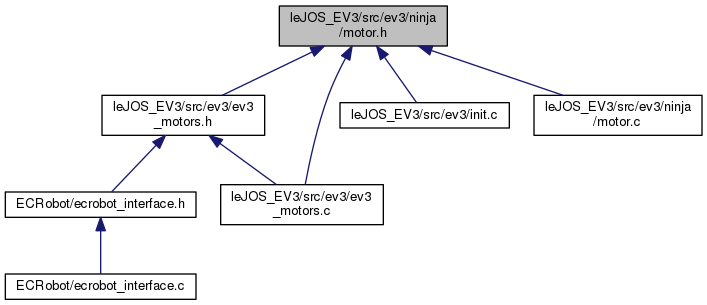 leJOS_EV3/src/ev3/ninja
/motor.h
leJOS_EV3/src/ev3/ev3
_motors.h
leJOS_EV3/src/ev3/init.c
leJOS_EV3/src/ev3/ninja
/motor.c
ECRobot/ecrobot_interface.h
leJOS_EV3/src/ev3/ev3
_motors.c
ECRobot/ecrobot_interface.c